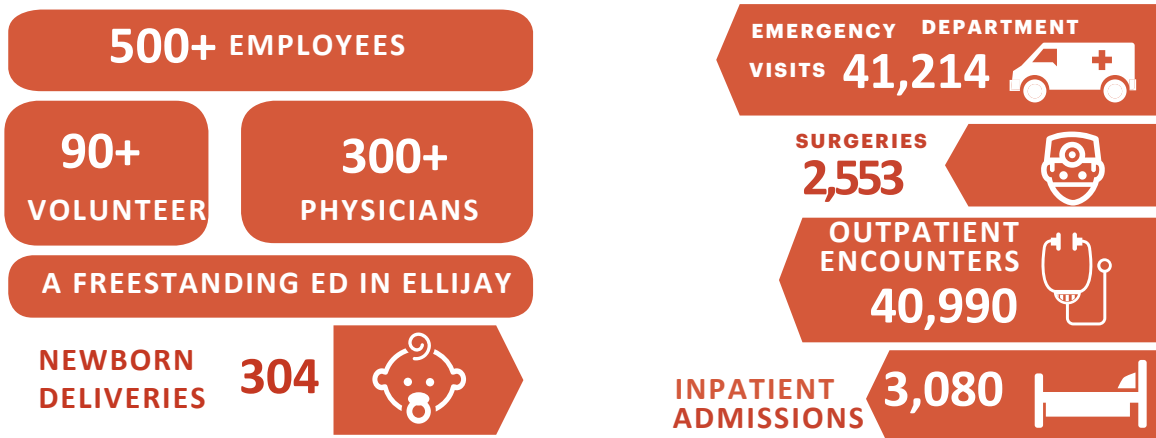 500+ EMPLOYEES
90+
VOLUNTEER
300+
PHYSICIANS
A FREESTANDING ED IN ELLIJAY
NEWBORN
DELIVERIES
304
EMERGENCY DEPARTMENT
VISITS 41,214
SURGERIES
2,553
OUTPATIENT
ENCOUNTERS
40,990
INPATIENT
ADMISSIONS
3,080